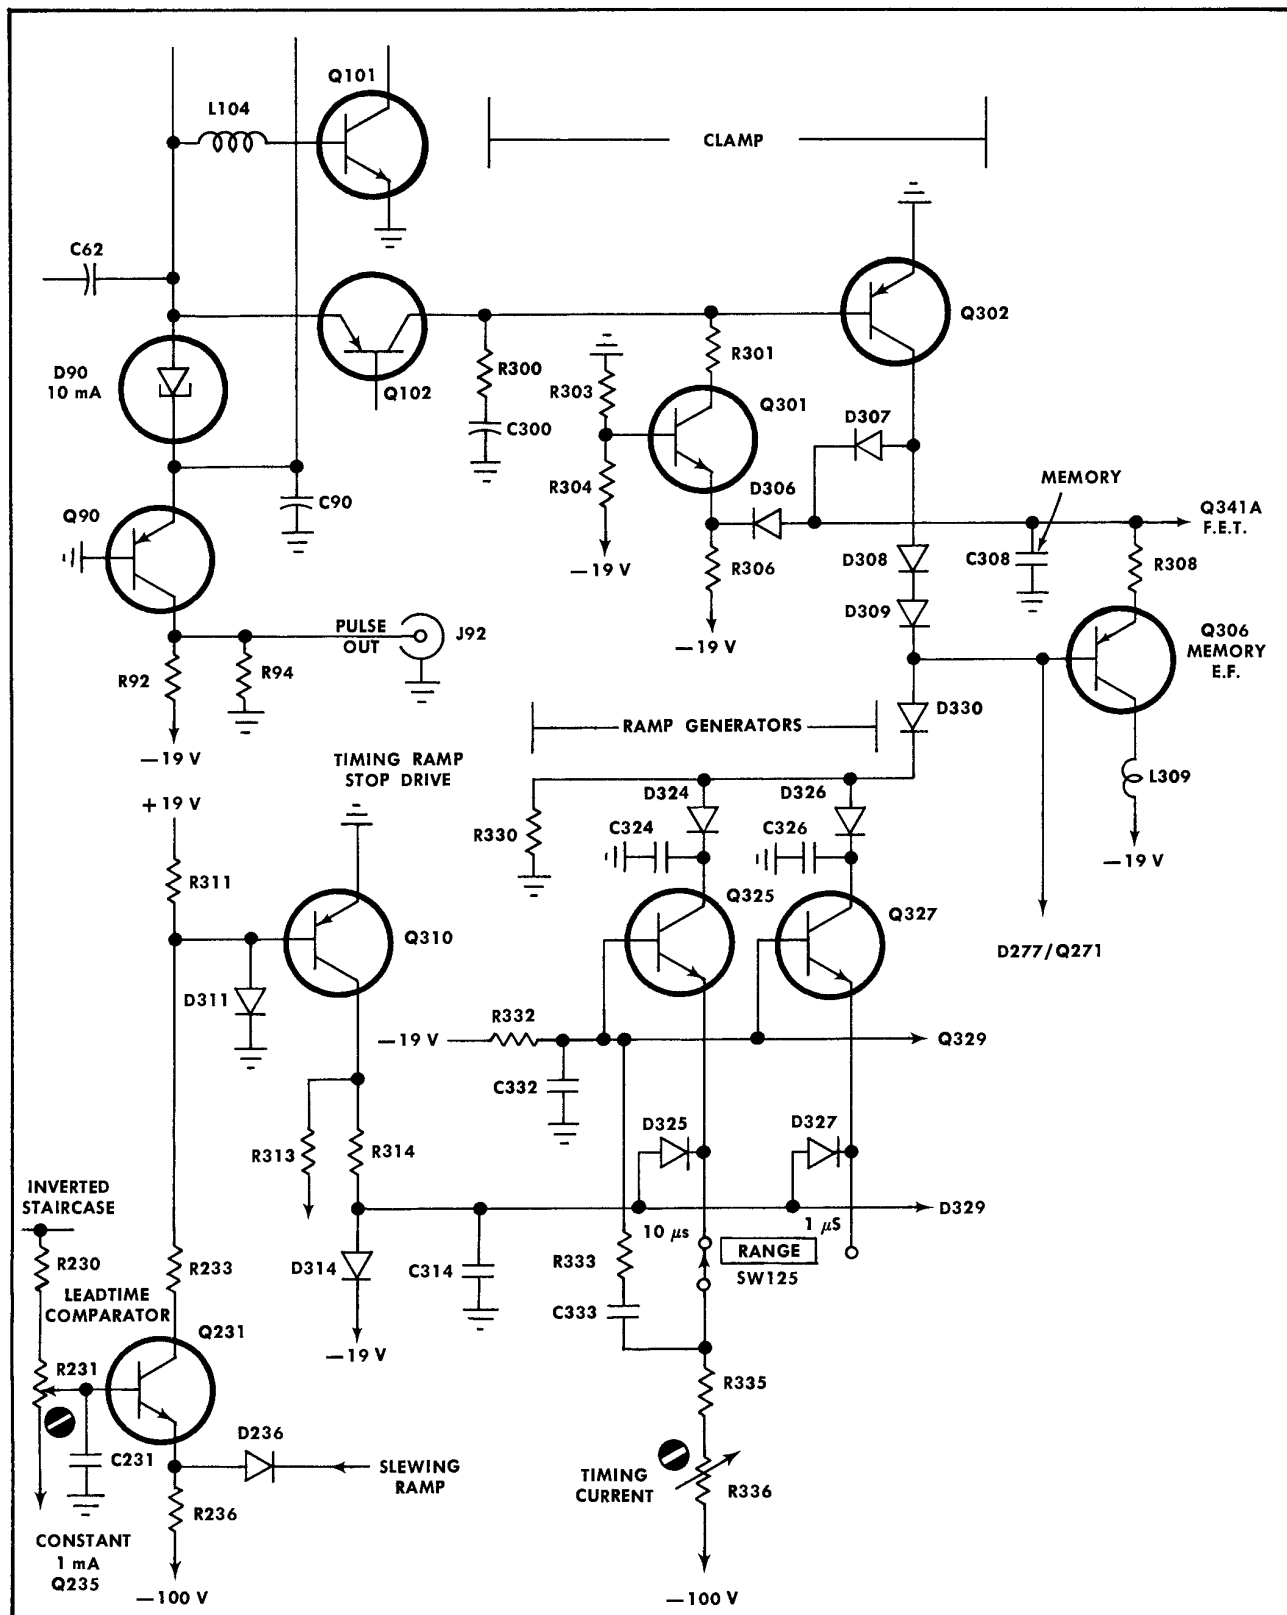 Q101
L104
CLAMP
C62
Q302
D90
10 mA
Q102
R300
C300
R303
R301
Q301
D307
R304
D306
MEMORY
Q341A
F.E.T.
Q90
C90
—19 V
R306
D308
C308
R308
D309
PULSE
OUT
J92
—19 V
Q306
MEMORY
E.F.
R92
R94
RAMP GENERATORS
D330
—19 V
TIMING RAMP
STOP DRIVE
L309
+19 V
D324
D326
R330
C324
C326
—19 V
R311
Q325
Q327
Q310
D277/Q271
D311
R332
—19 V
Q329
C332
D325
D327
R313
R314
INVERTED
STAIRCASE
10 μs
1 μS
D329
R230
R233
D314
C314
R333
RANGE
SW125
LEADTIME
COMPARATOR
C333
Q231
—19 V
R231
R335
D236
C231
SLEWING
RAMP
TIMING
CURRENT
R336
R236
CONSTANT
1 mA
Q235
—100 V
—100 V